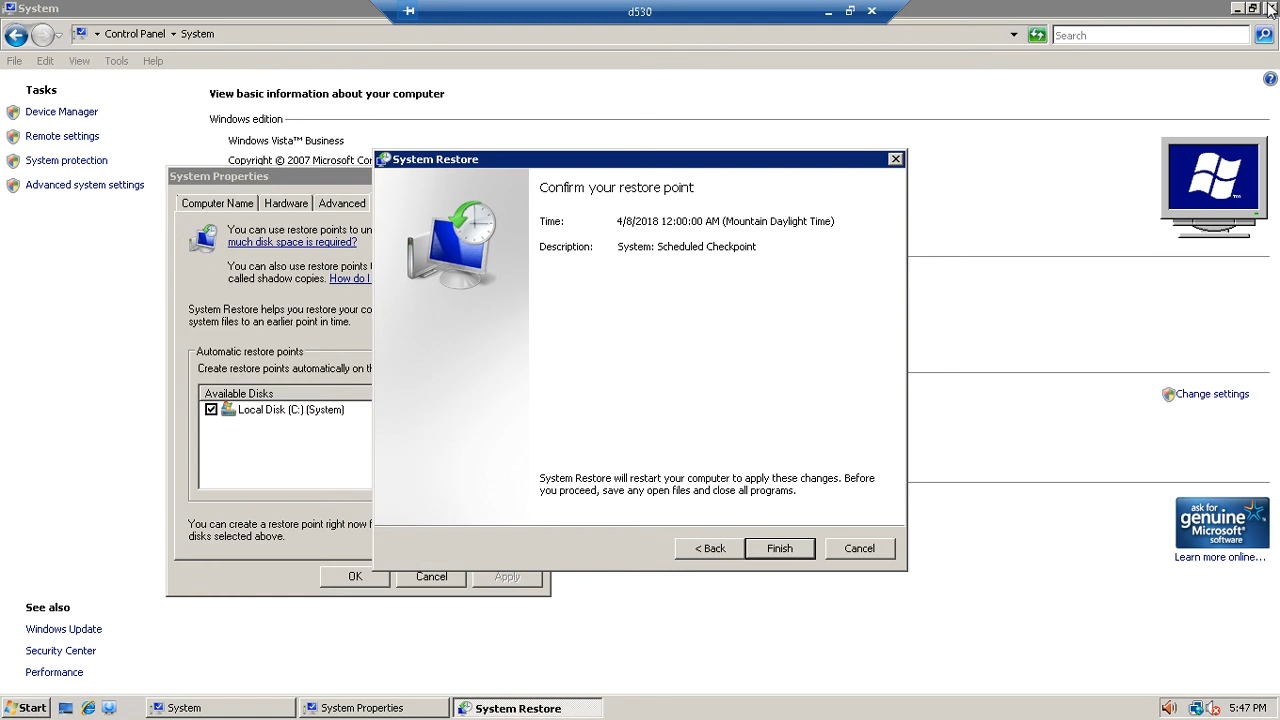 System
d530
Control Panel
System
Search
File Edit View Tools Help
Tasks
Device Manager
Remote settings
System protection
Advanced system settings
View basic information about your computer
Windows edition
Windows Vista™ Business
Copyright © 2007 Microsoft Cor
System Properties
Computer Name Hardware Advanced
You can use restore points to un
much disk space is required?
You can also use restore points t
called shadow copies. How do I
System Restore helps you restore your co
system files to an earlier point in time.
Automatic restore points
Create restore points automatically on th
Available Disks
Local Disk (C:) (System)
You can create a restore point right now f
disks selected above.
OK Cancel Apply
System Restore
Confirm your restore point
Time: 4/8/2018 12:00:00 AM (Mountain Daylight Time)
Description: System: Scheduled Checkpoint
System Restore will restart your computer to apply these changes. Before
you proceed, save any open files and close all programs.
< Back Finish Cancel
Change settings
ask for
genuine
Microsoft
software
Learn more online...
See also
Windows Update
Security Center
Performance
Start System System Properties System Restore 5:47 PM